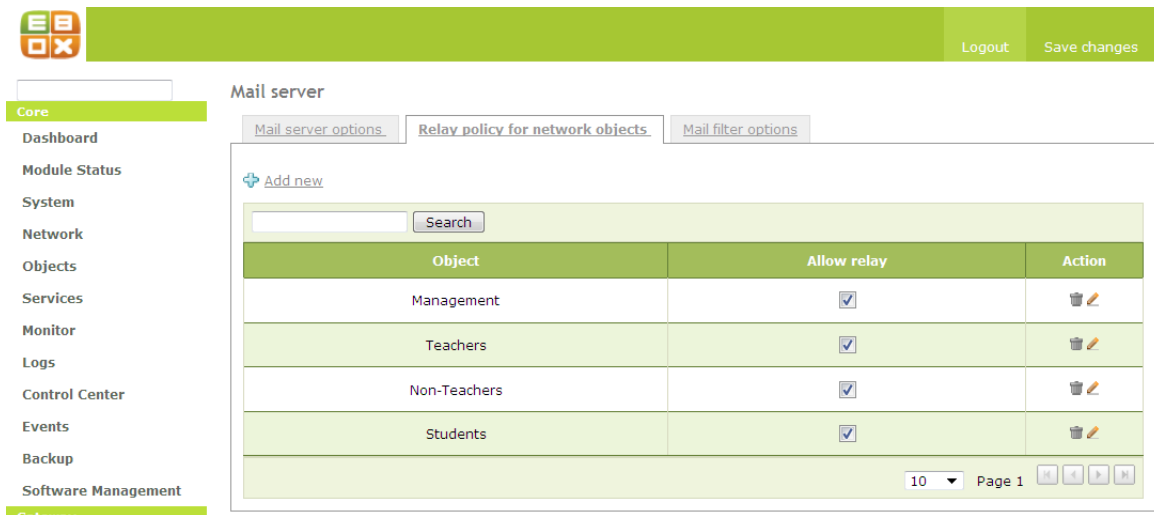 EBOX
Logout Save changes
Mail server
Core
Mail server options Relay policy for network objects Mail filter options
Dashboard
Module Status
Add new
System
Search
Network
Object Allow relay Action
Objects
Services
Management
Monitor
Teachers
Logs
Control Center
Non-Teachers
Events
Students
Backup
10 Page 1
Software Management